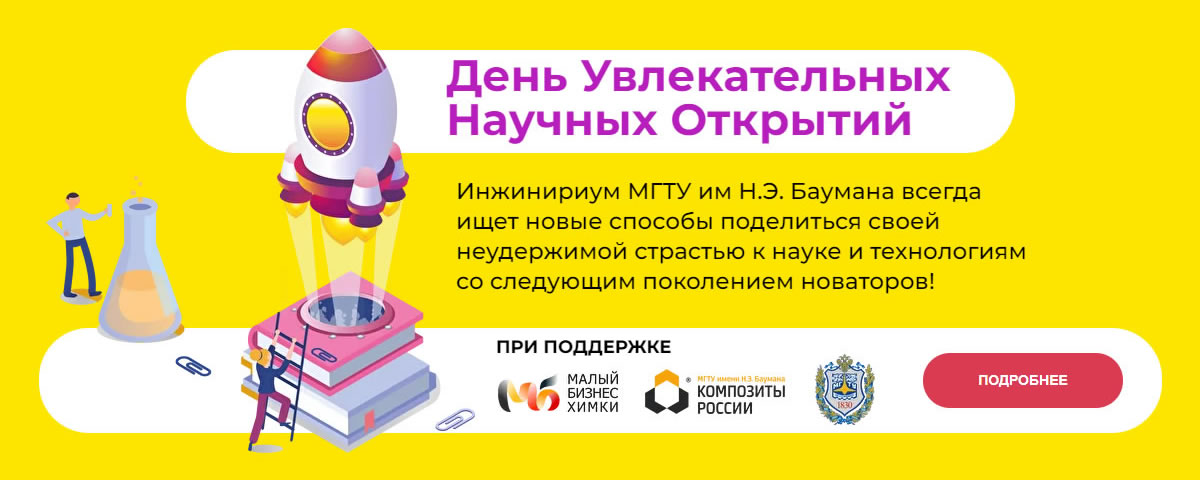 День Увлекательных
Научных Открытий
Инжинириум МГТУ им Н.Э. Баумана всегда
ищет новые способы поделиться своей
неудержимой страстью к науке и технологиям
со следующим поколением новаторов!
ПРИ ПОДДЕРЖКЕ
МАЛЫЙ
БИЗНЕС
ХИМКИ
®
МГТУ имени Н.Э. Баумана
КОМПОЗИТЫ
РОССИИ
1830
ПОДРОБНЕЕ